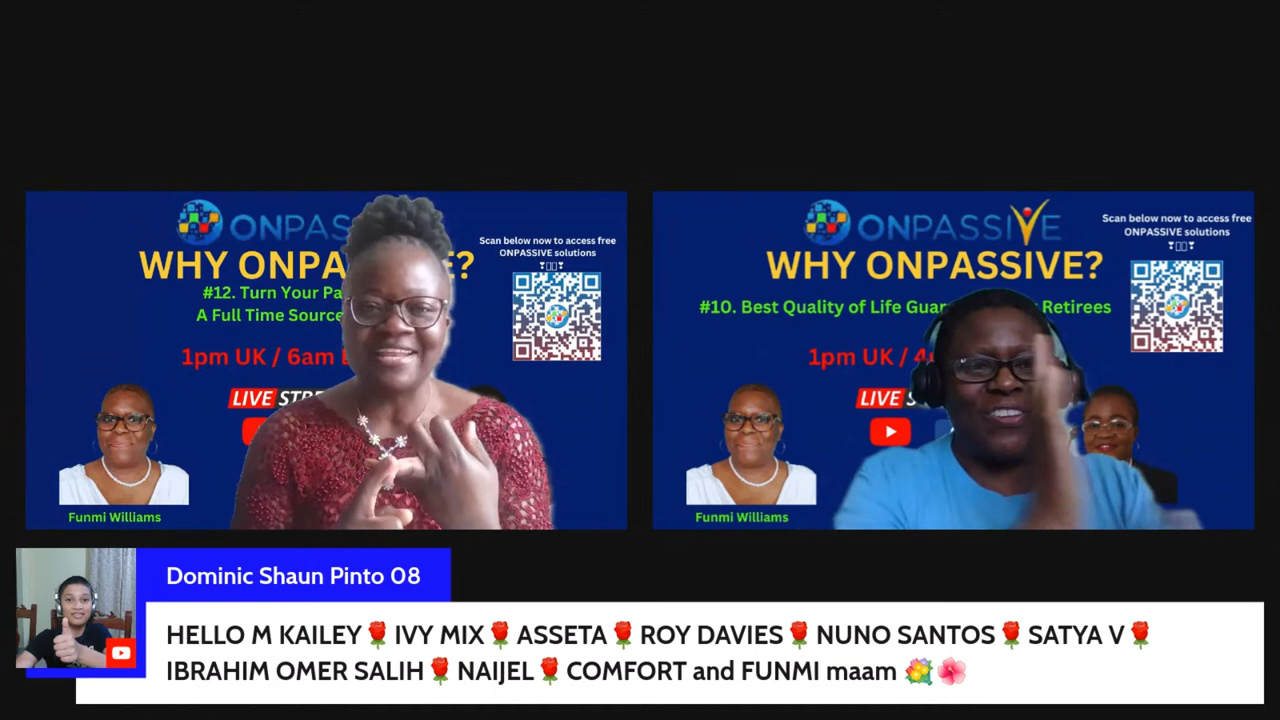 ONPASS
WHY ONPA ?
#12. Turn Your Pa
A Full Time Source
1pm UK / 6am
LIVE STRE
Funmi Williams
Scan below now to access free
ONPASSIVE solutions
ONPASSIVE
WHY ONPASSIVE?
#10. Best Quality of Life Guar Retirees
1pm UK / 4
LIVE S
Funmi Williams
Scan below now to access free
ONPASSIVE solutions
Dominic Shaun Pinto 08
HELLO M KAILEY🌹IVY MIX🌹ASSETA🌹ROY DAVIES🌹NUNO SANTOS🌹SATYA V🌹
IBRAHIM OMER SALIH🌹NAIJEL🌹COMFORT and FUNMI maam 💐🌺